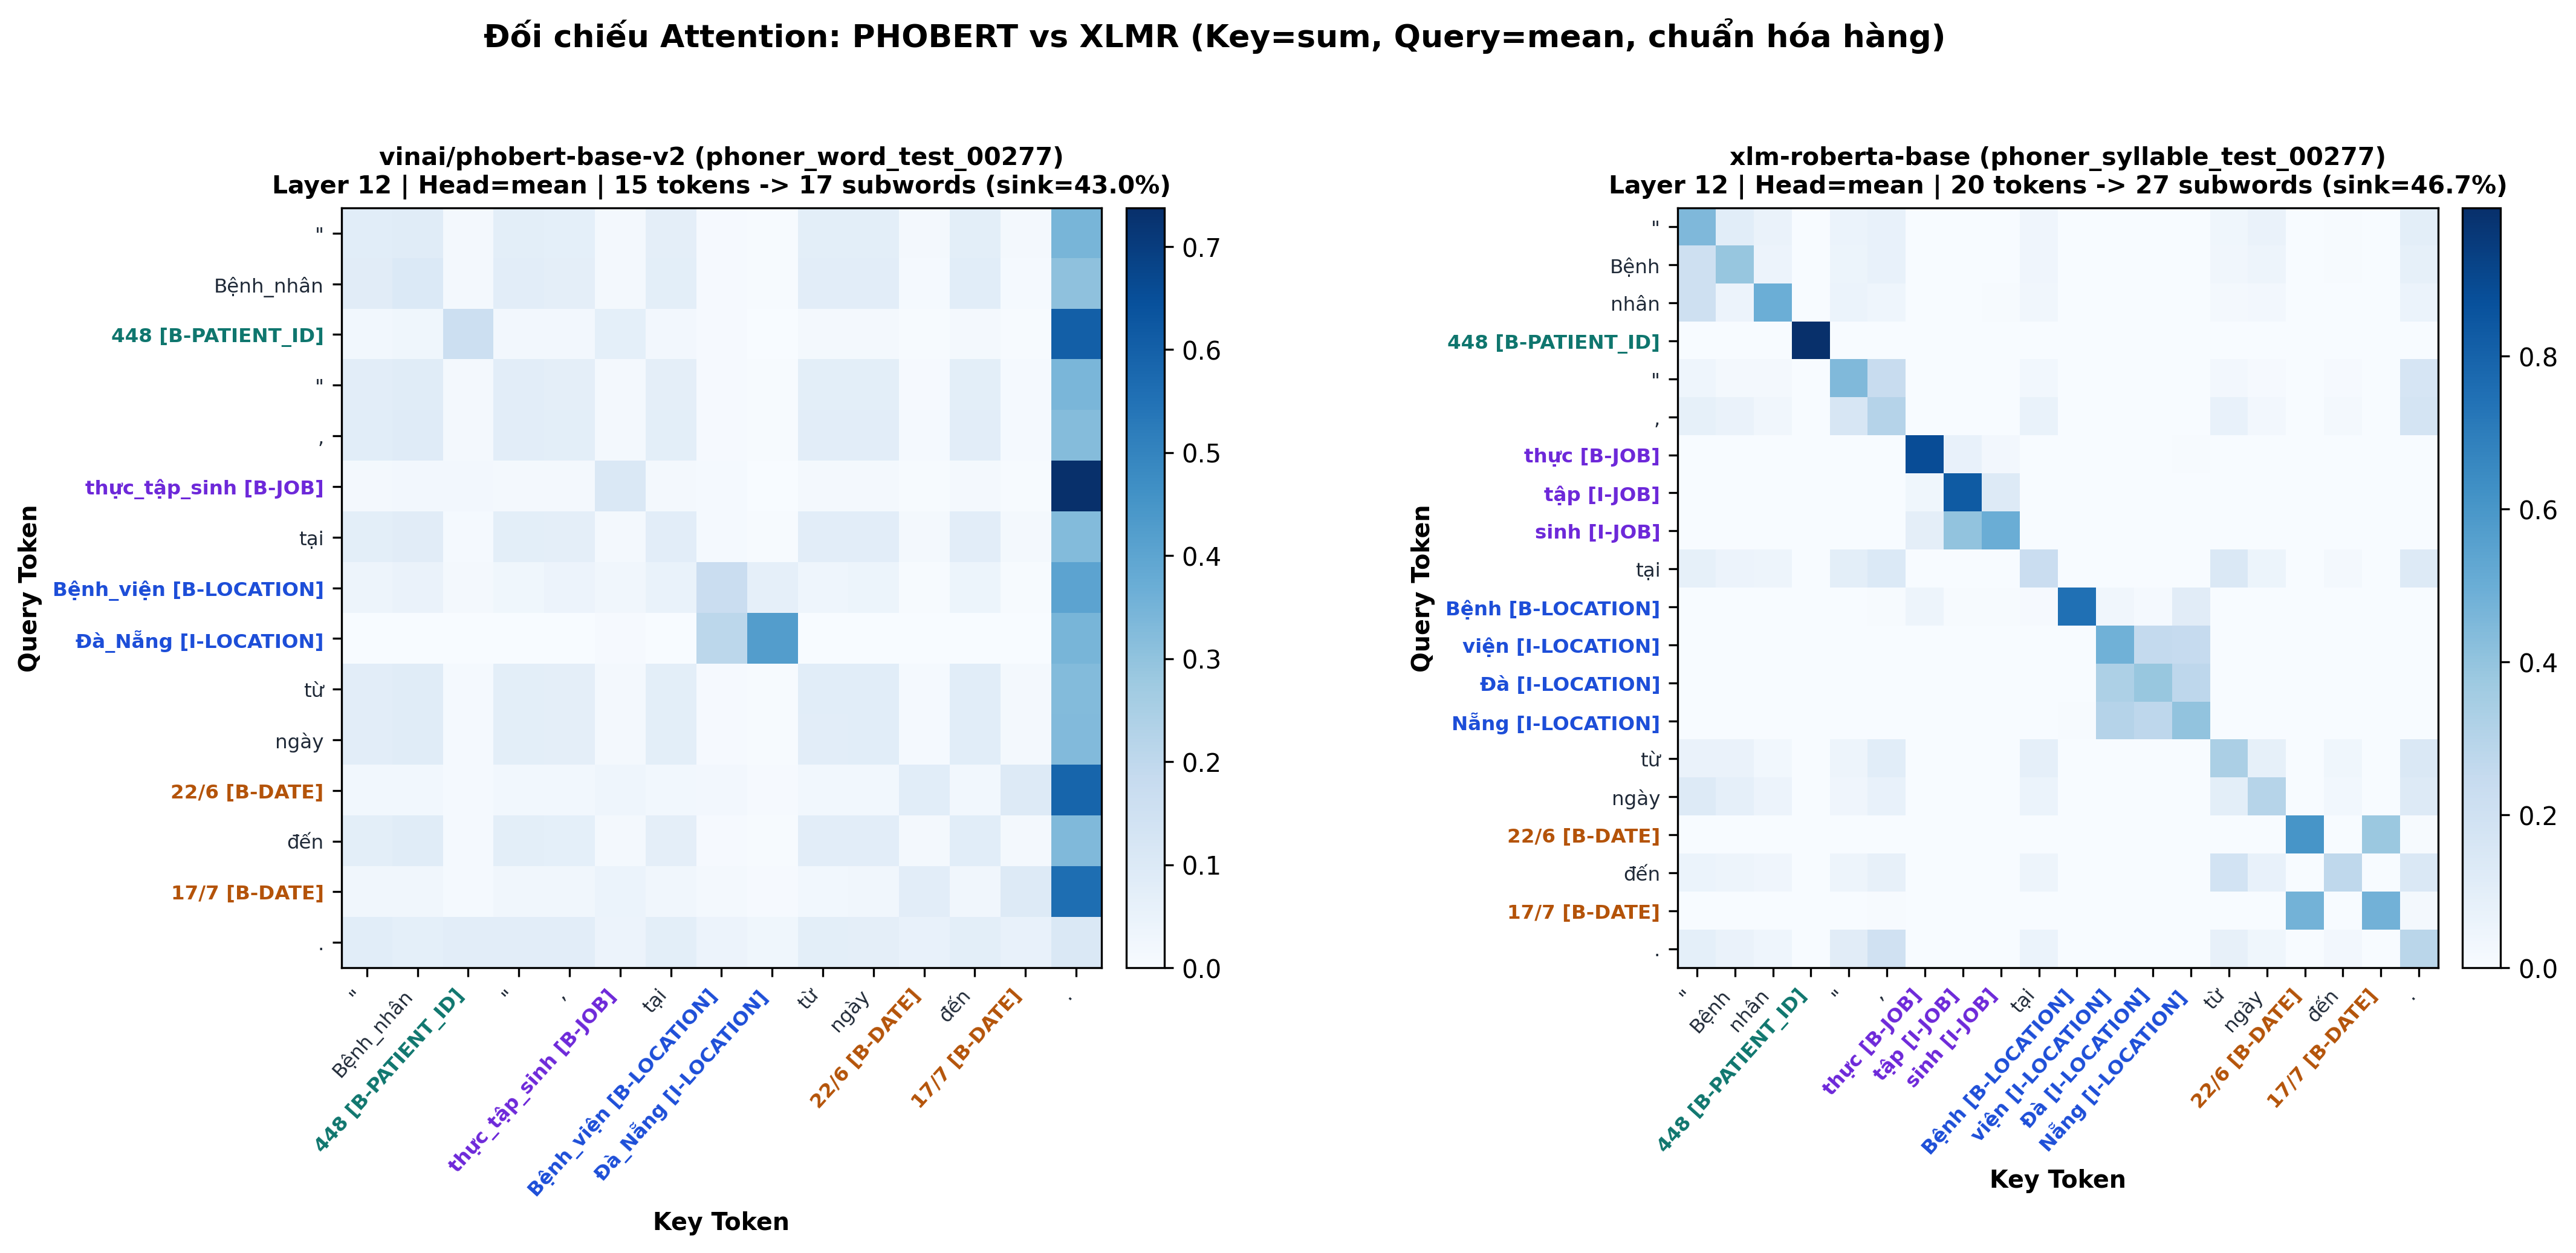 Đối chiếu Attention: PHOBERT vs XLMR (Key=sum, Query=mean, chuẩn hóa hàng)
vinai/phobert-base-v2 (phoner_word_test_00277)
Layer 12 | Head=mean | 15 tokens -> 17 subwords (sink=43.0%)
Query Token
"
Bệnh_nhân
448 [B-PATIENT_ID]
"
,
thực_tập_sinh [B-JOB]
tại
Bệnh_viện [B-LOCATION]
Đà_Nẵng [I-LOCATION]
từ
ngày
22/6 [B-DATE]
đến
17/7 [B-DATE]
.
"
Bệnh_nhân
448 [B-PATIENT_ID]
"
,
thực_tập_sinh [B-JOB]
tại
Bệnh_viện [B-LOCATION]
Đà_Nẵng [I-LOCATION]
từ
ngày
22/6 [B-DATE]
đến
17/7 [B-DATE]
.
Key Token
0.7
0.6
0.5
0.4
0.3
0.2
0.1
0.0
xlm-roberta-base (phoner_syllable_test_00277)
Layer 12 | Head=mean | 20 tokens -> 27 subwords (sink=46.7%)
Query Token
"
Bệnh
nhân
448 [B-PATIENT_ID]
"
,
thực [B-JOB]
tập [I-JOB]
sinh [I-JOB]
tại
Bệnh [B-LOCATION]
viện [I-LOCATION]
Đà [I-LOCATION]
Nẵng [I-LOCATION]
từ
ngày
22/6 [B-DATE]
đến
17/7 [B-DATE]
.
"
Bệnh
nhân
448 [B-PATIENT_ID]
"
,
thực [B-JOB]
tập [I-JOB]
sinh [I-JOB]
tại
Bệnh [B-LOCATION]
viện [I-LOCATION]
Đà [I-LOCATION]
Nẵng [I-LOCATION]
từ
ngày
22/6 [B-DATE]
đến
17/7 [B-DATE]
.
Key Token
0.8
0.6
0.4
0.2
0.0